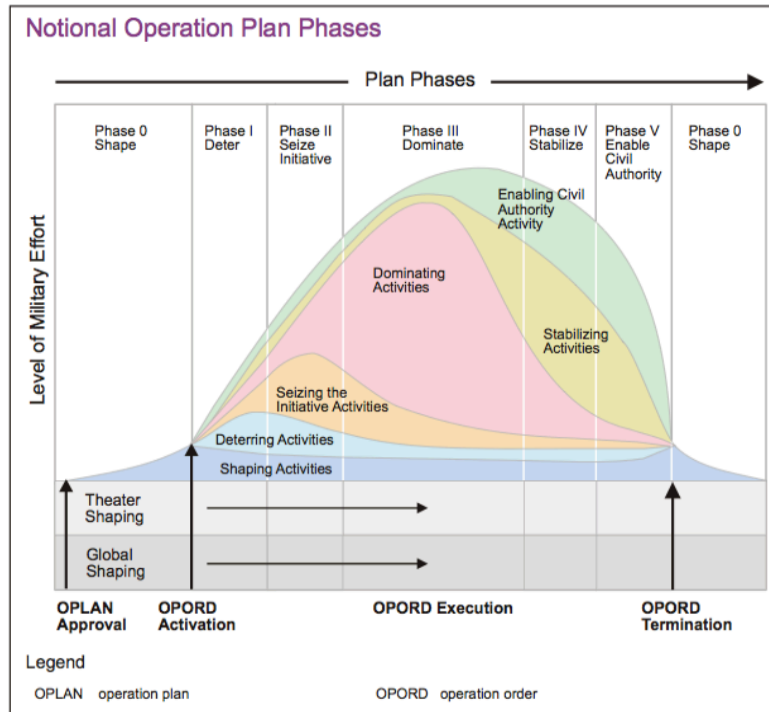 Notional Operation Plan Phases
Plan Phases
Phase 0
Shape
Phase I
Deter
Phase II
Seize
Initiative
Phase III
Dominate
Phase IV
Stabilize
Phase V
Enable
Civil
Authority
Phase 0
Shape
Level of Military Effort
Enabling Civil
Authority
Activity
Dominating
Activities
Stabilizing
Activities
Seizing the
Initiative Activities
Deterring Activities
Shaping Activities
Theater
Shaping
Global
Shaping
OPLAN
Approval
OPORD
Activation
OPORD Execution
OPORD
Termination
Legend
OPLAN operation plan
OPORD operation order